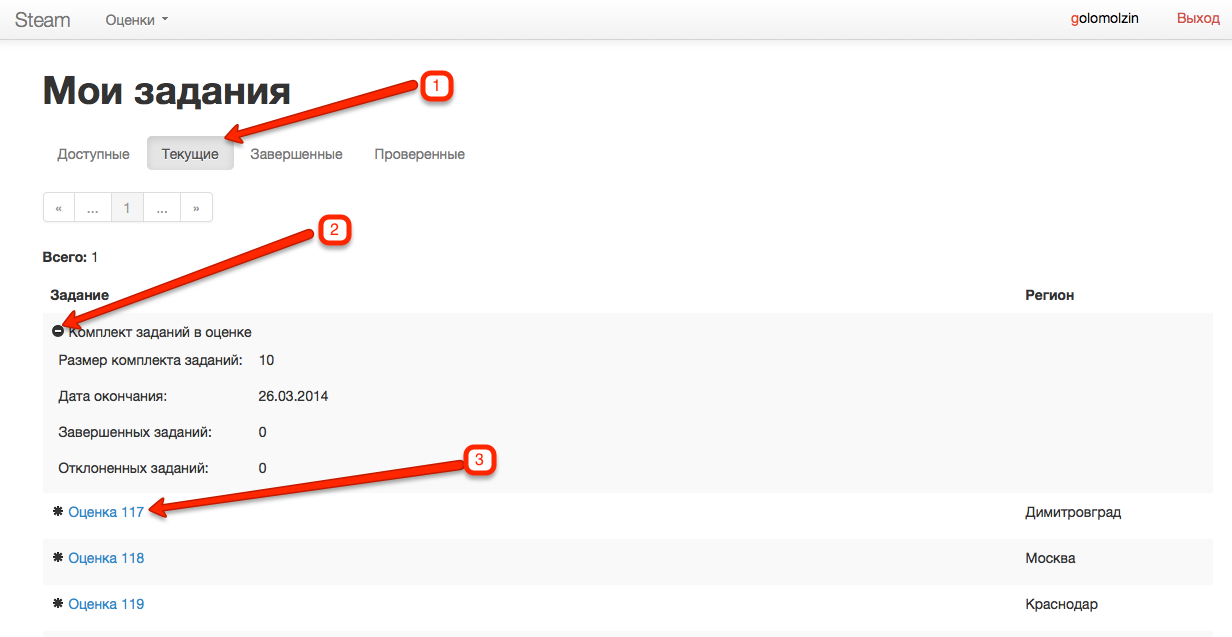 Steam Оценки golomolzin Выход
Мои задания
1
Доступные Текущие Завершенные Проверенные
« ... 1 ... »
2
Всего: 1
Задание Регион
Комплект заданий в оценке
Размер комплекта заданий: 10
Дата окончания: 26.03.2014
Завершенных заданий: 0
Отклоненных заданий: 0
3
Оценка 117 Димитровград
Оценка 118 Москва
Оценка 119 Краснодар